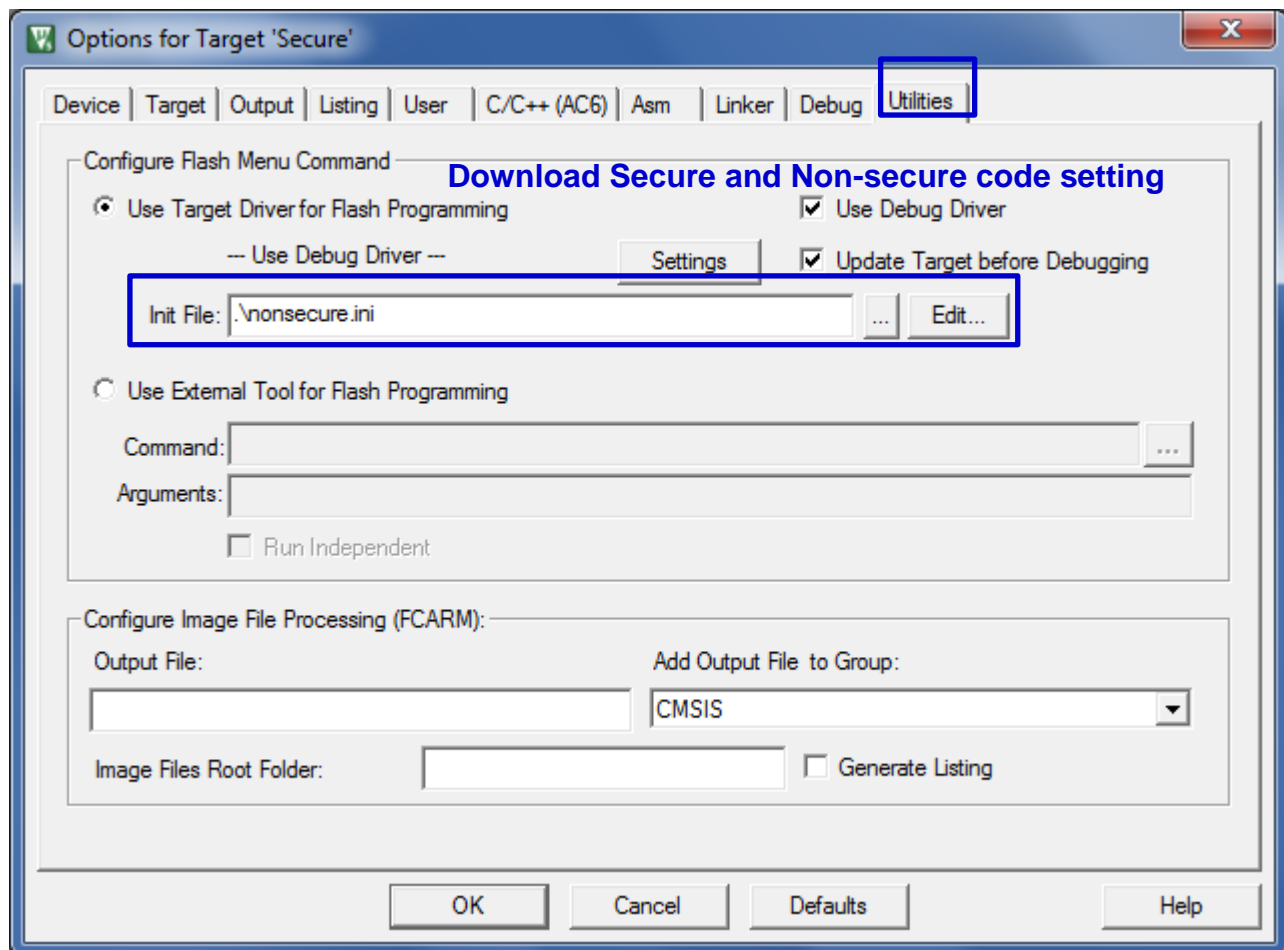 Options for Target 'Secure'
Device Target Output Listing User C/C++ (AC6) Asm Linker Debug Utilities
Configure Flash Menu Command
Download Secure and Non-secure code setting
Use Target Driver for Flash Programming Use Debug Driver
--- Use Debug Driver --- Settings Update Target before Debugging
Init File: .\nonsecure.ini ... Edit...
Use External Tool for Flash Programming
Command: ...
Arguments:
Run Independent
Configure Image File Processing (FCARM):
Output File: Add Output File to Group:
CMSIS
Image Files Root Folder: Generate Listing
OK Cancel Defaults Help